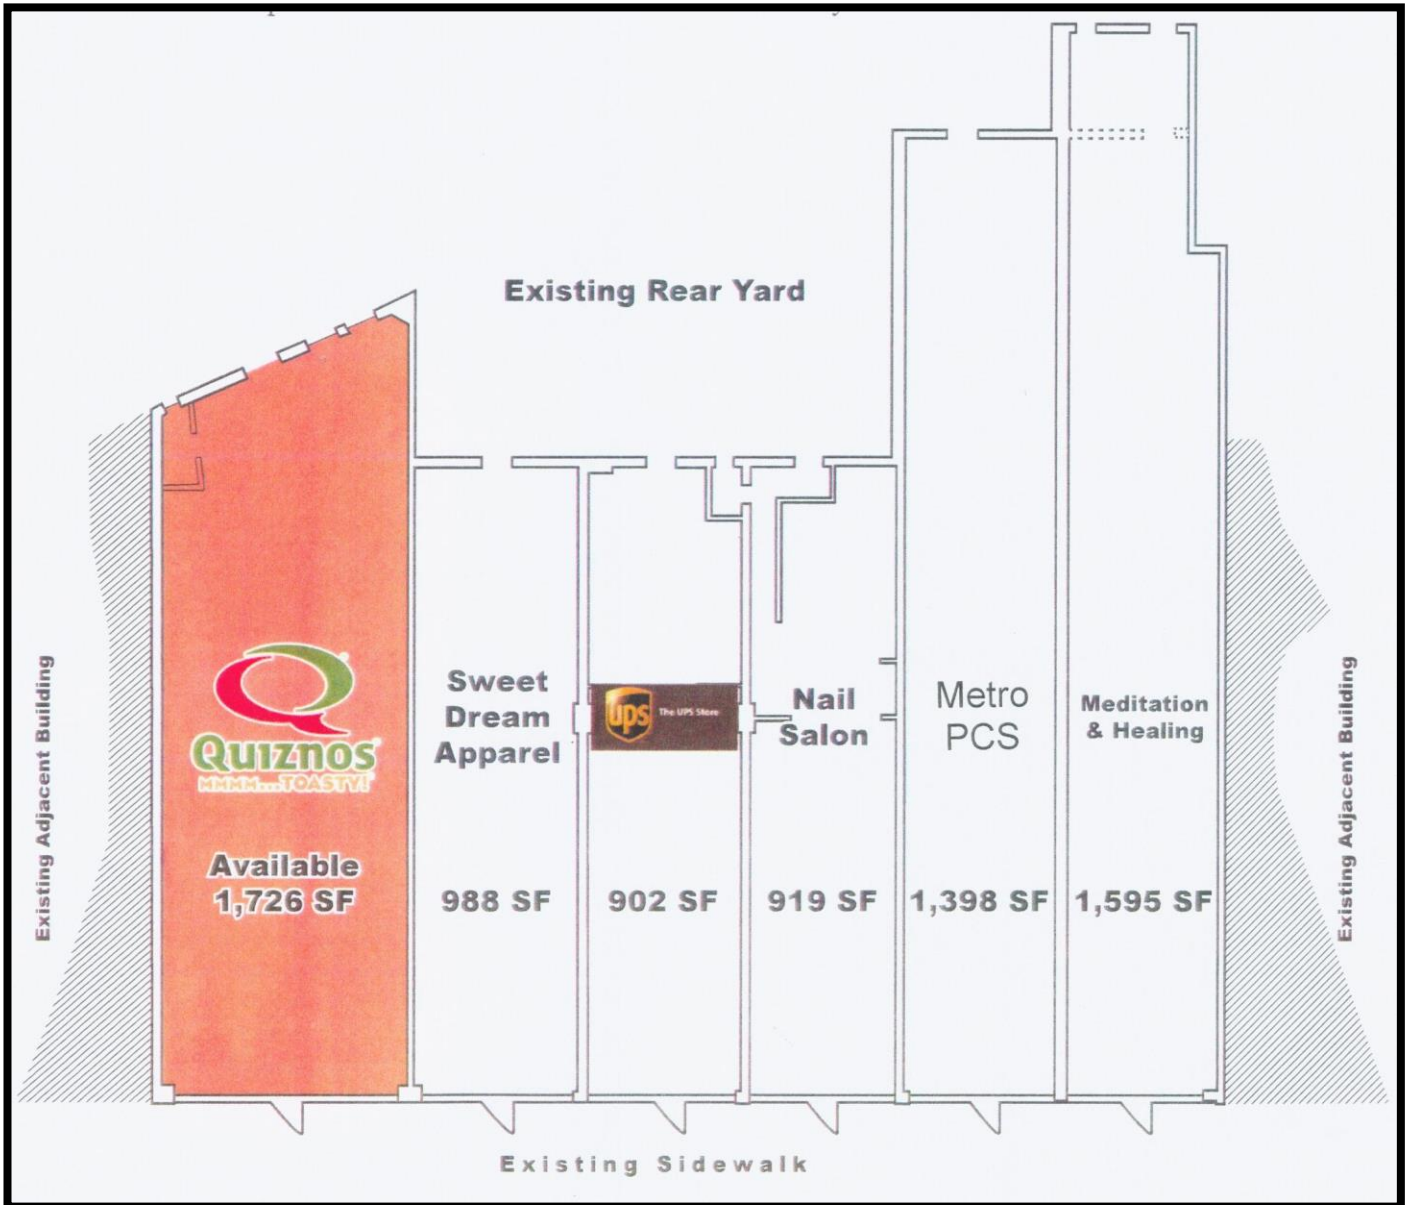 Existing Rear Yard
Existing Adjacent Building
QUIZNOS
MMMM...TOASTY!
Available
1,726 SF
Sweet
Dream
Apparel
988 SF
ups
The UPS Store
902 SF
Nail
Salon
919 SF
Metro
PCS
1,398 SF
Meditation
& Healing
1,595 SF
Existing Adjacent Building
Existing Sidewalk